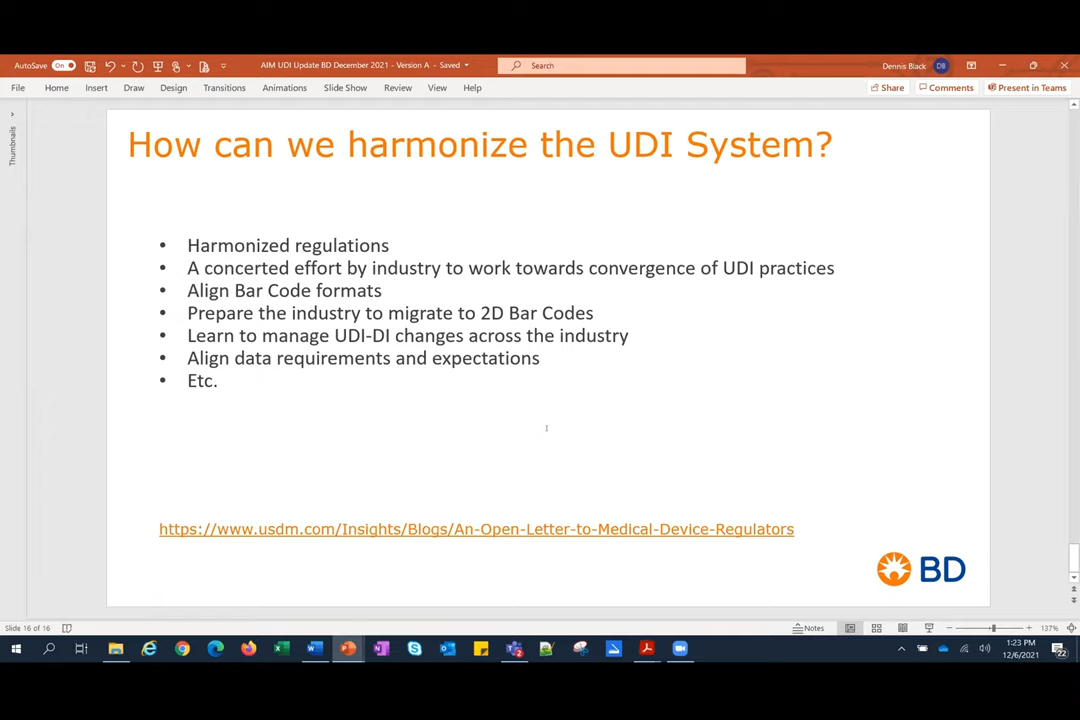 AutoSave On
AIM UDI Update BD December 2021 - Version A - Saved
Search
Dennis Black DB
File Home Insert Draw Design Transitions Animations Slide Show Review View Help
Share Comments Present in Teams
Thumbnails
How can we harmonize the UDI System?
• Harmonized regulations
• A concerted effort by industry to work towards convergence of UDI practices
• Align Bar Code formats
• Prepare the industry to migrate to 2D Bar Codes
• Learn to manage UDI-DI changes across the industry
• Align data requirements and expectations
• Etc.
https://www.usdm.com/Insights/Blogs/An-Open-Letter-to-Medical-Device-Regulators
BD
Slide 16 of 16
Notes
137%
1:23 PM
12/6/2021
22